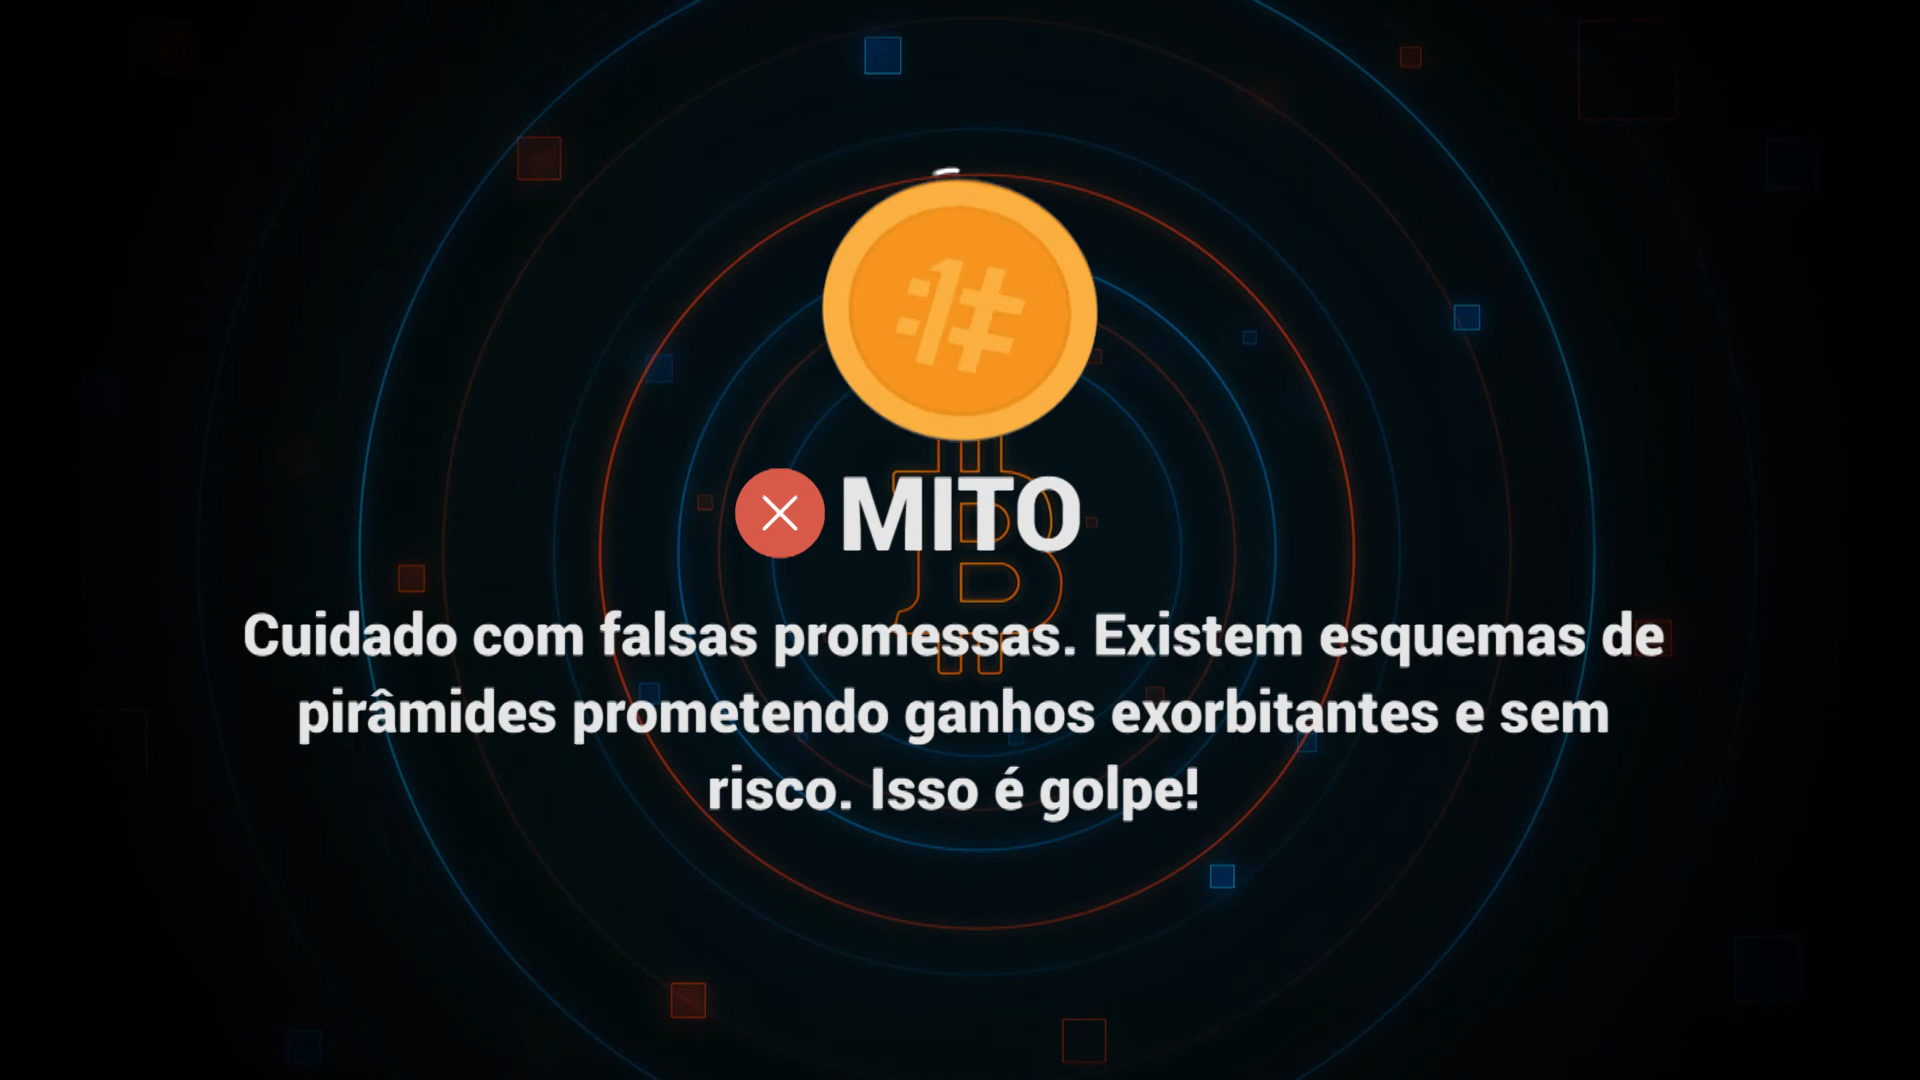 MITO
Cuidado com falsas promessas. Existem esquemas de
pirâmides prometendo ganhos exorbitantes e sem
risco. Isso é golpe!